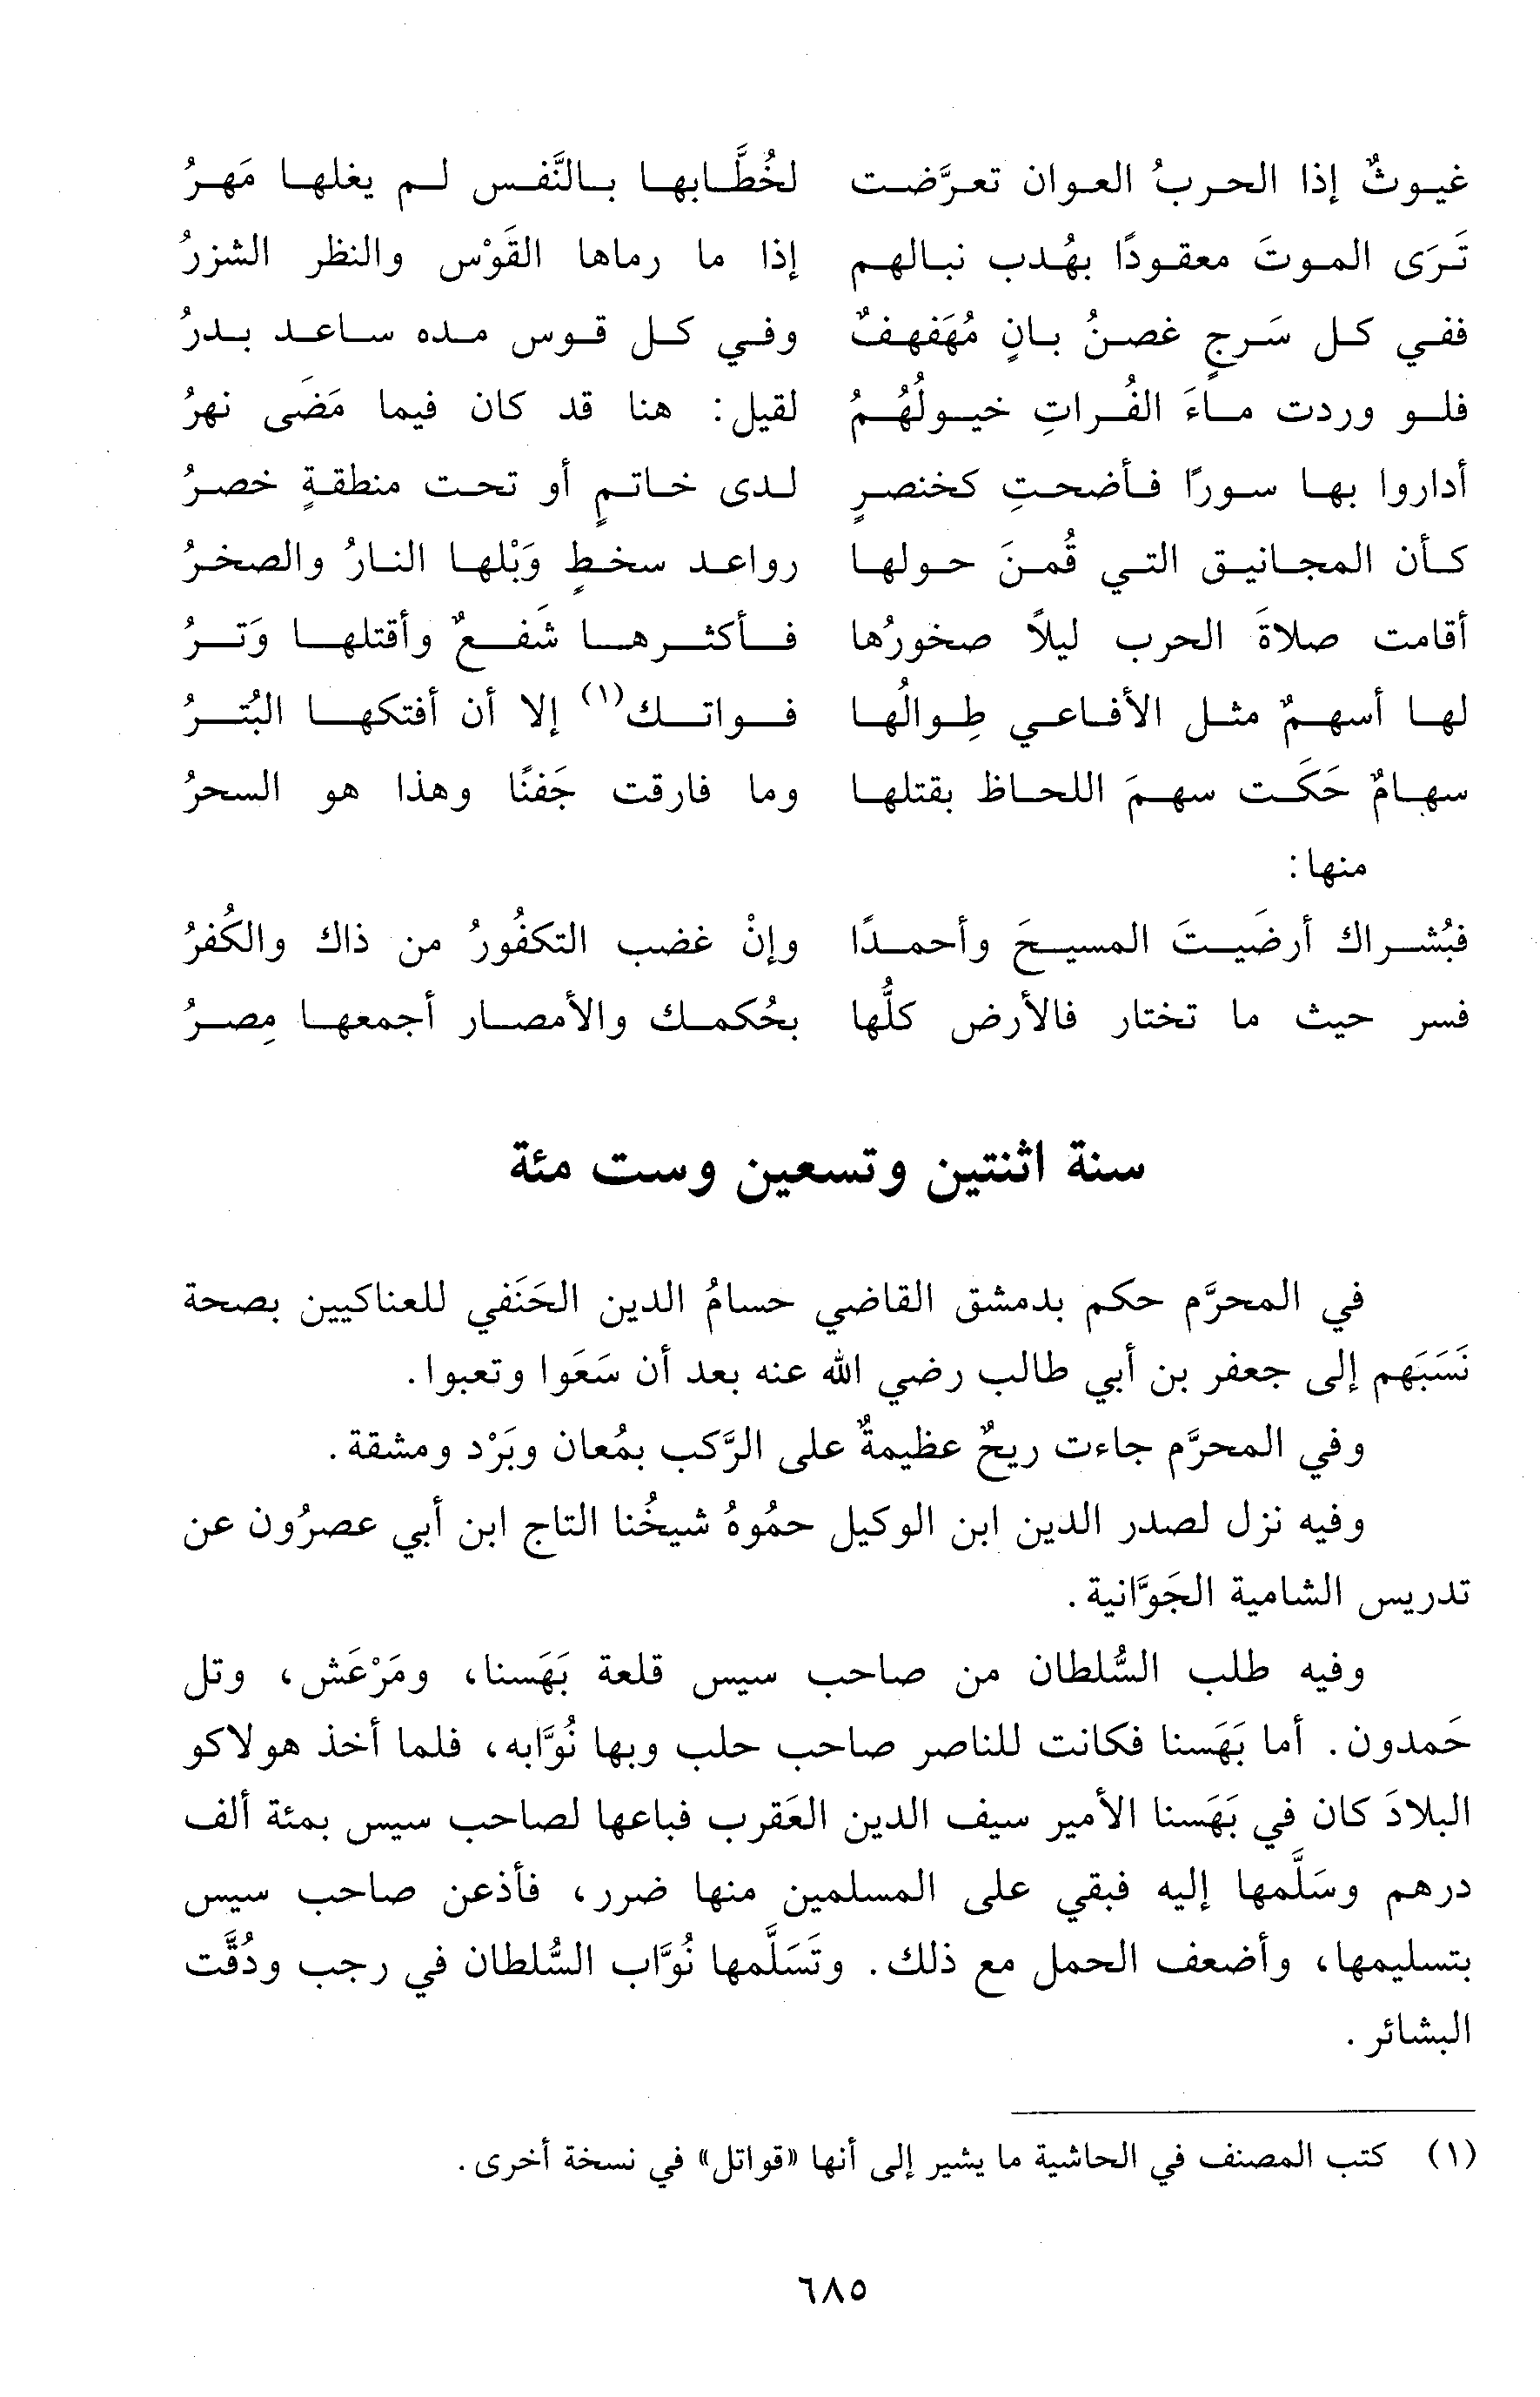 غيوثٌ إذا الحربُ العوان تعرَّضت لخُطَّابها بالنَّفس لم يغلها مَهرُ
تَرَى الموتَ معقودًا بهُدب نبالهم إذا ما رماها القَوْس والنظر الشزرُ
ففي كل سَرجٍ غصنُ بانٍ مُهَفهفٌ وفي كل قوس مده ساعد بدرُ
فلو وردت ماءَ الفُراتِ خيولُهُمُ لقيل: هنا قد كان فيما مَضَى نهرُ
أداروا بها سورًا فأضحتِ كخنصرٍ لدى خاتمٍ أو تحت منطقةٍ خصرُ
كأن المجانيق التي قُمنَ حولها رواعد سخطٍ وَبْلها النارُ والصخرُ
أقامت صلاةَ الحرب ليلاً صخورُها فأكثرها شَفعٌ وأقتلها وَترُ
لها أسهمٌ مثل الأفاعي طِوالُها فواتك(١) إلا أن أفتكها البُترُ
سهامٌ حَكَت سهمَ اللحاظ بقتلها وما فارقت جَفنًا وهذا هو السحرُ
منها:
فبُشراك أرضَيتَ المسيحَ وأحمدًا وإنْ غضب التكفُورُ من ذاك والكُفرُ
فسر حيث ما تختار فالأرض كلُّها بحُكمك والأمصار أجمعها مِصرُ
سنة اثنتين وتسعين وست مئة
في المحرَّم حكم بدمشق القاضي حسامُ الدين الحَنَفي للعناكيين بصحة
نَسَبَهم إلى جعفر بن أبي طالب رضي الله عنه بعد أن سَعَوا وتعبوا.
وفي المحرَّم جاءت ريحٌ عظيمةٌ على الرَّكب بمُعان وبَرْد ومشقة.
وفيه نزل لصدر الدين ابن الوكيل حمُوهُ شيخُنا التاج ابن أبي عصرُون عن
تدريس الشامية الجَوَّانية.
وفيه طلب السُّلطان من صاحب سيس قلعة بَهَسنا، ومَرْعَش، وتل
حَمدون. أما بَهَسنا فكانت للناصر صاحب حلب وبها نُوَّابه، فلما أخذ هولاكو
البلادَ كان في بَهَسنا الأمير سيف الدين العَقرب فباعها لصاحب سيس بمئة ألف
درهم وسَلَّمها إليه فبقي على المسلمين منها ضرر، فأذعن صاحب سيس
بتسليمها، وأضعف الحمل مع ذلك. وتَسَلَّمها نُوَّاب السُّلطان في رجب ودُقَّت
البشائر.
(١) كتب المصنف في الحاشية ما يشير إلى أنها «قواتل» في نسخة أخرى.
٦٨٥